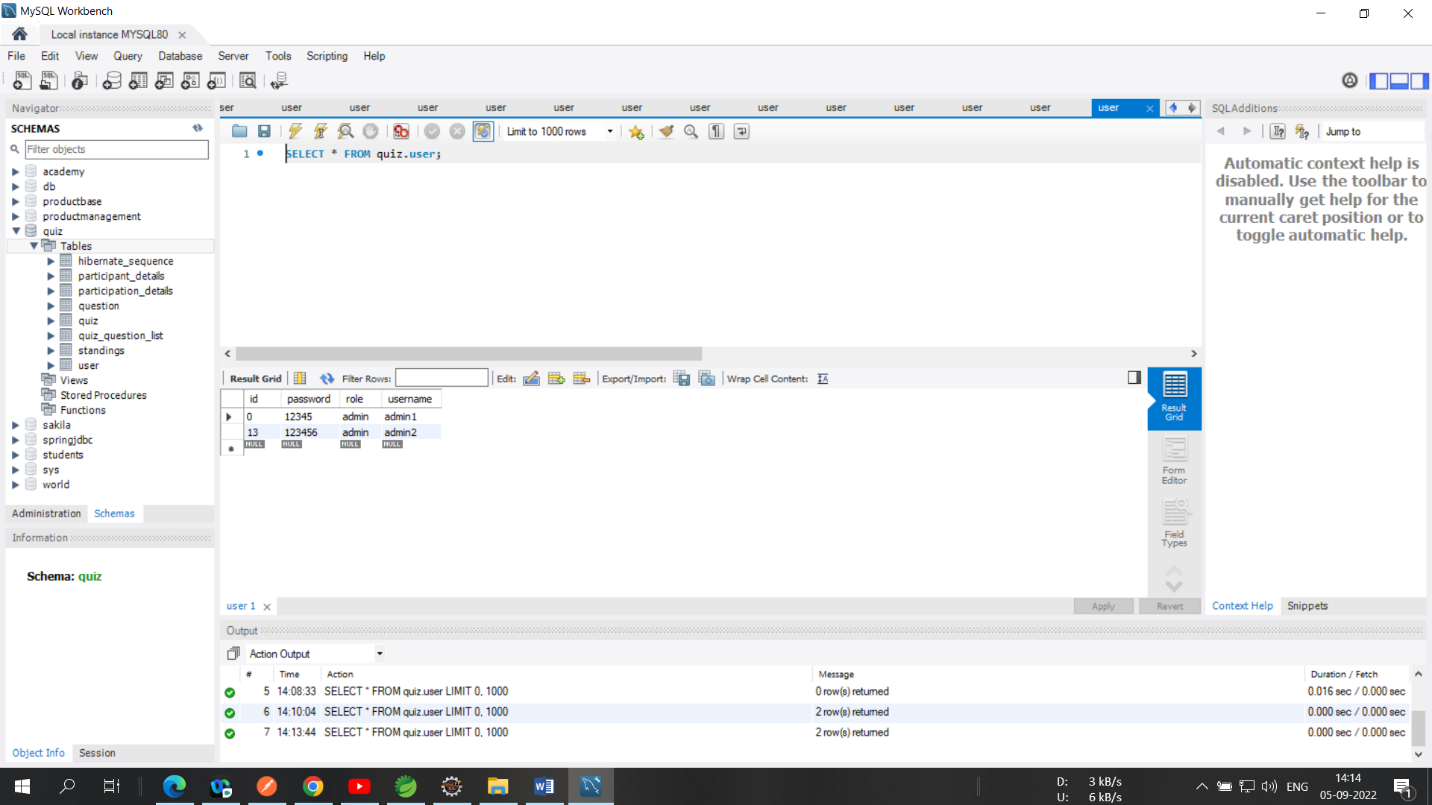 MySQL Workbench
Local instance MYSQL80
File Edit View Query Database Server Tools Scripting Help
Navigator
SCHEMAS
Filter objects
academy
db
productbase
productmanagement
quiz
Tables
hibernate_sequence
participant_details
participation_details
question
quiz
quiz_question_list
standings
user
Views
Stored Procedures
Functions
sakila
springjdbc
students
sys
world
Administration Schemas
Information
Schema: quiz
Object Info Session
ser user user user user user user user user user user user user user
Limit to 1000 rows
1 SELECT * FROM quiz.user;
Result Grid Filter Rows: Edit: Export/Import: Wrap Cell Content:
id password role username
0 12345 admin admin1
13 123456 admin admin2
NULL NULL NULL NULL
Result
Grid
Form
Editor
Field
Types
user 1 Apply Revert
Output
Action Output
# Time Action Message Duration / Fetch
5 14:08:33 SELECT * FROM quiz.user LIMIT 0, 1000 0 row(s) returned 0.016 sec / 0.000 sec
6 14:10:04 SELECT * FROM quiz.user LIMIT 0, 1000 2 row(s) returned 0.000 sec / 0.000 sec
7 14:13:44 SELECT * FROM quiz.user LIMIT 0, 1000 2 row(s) returned 0.000 sec / 0.000 sec
SQLAdditions
Jump to
Automatic context help is
disabled. Use the toolbar to
manually get help for the
current caret position or to
toggle automatic help.
Context Help Snippets
D: 3 kB/s
U: 6 kB/s
ENG
14:14
05-09-2022
1